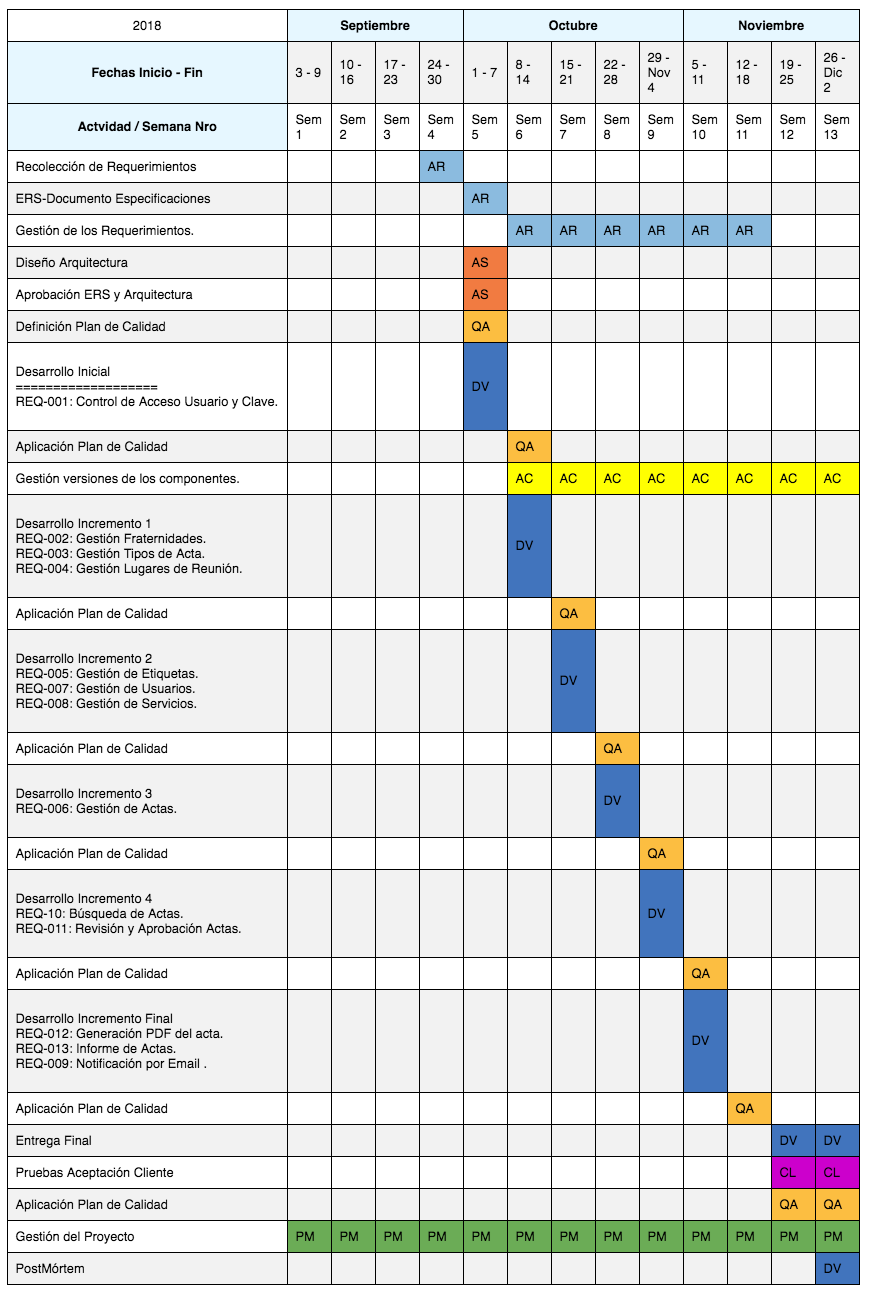 2018 Septiembre Octubre Noviembre
Fechas Inicio - Fin 3 - 9 10 - 16 17 - 23 24 - 30 1 - 7 8 - 14 15 - 21 22 - 28 29 - Nov 4 5 - 11 12 - 18 19 - 25 26 - Dic 2
Actvidad / Semana Nro Sem 1 Sem 2 Sem 3 Sem 4 Sem 5 Sem 6 Sem 7 Sem 8 Sem 9 Sem 10 Sem 11 Sem 12 Sem 13
Recolección de Requerimientos AR
ERS-Documento Especificaciones AR
Gestión de los Requerimientos. AR AR AR AR AR AR
Diseño Arquitectura AS
Aprobación ERS y Arquitectura AS
Definición Plan de Calidad QA
Desarrollo Inicial
===================
REQ-001: Control de Acceso Usuario y Clave.
DV
Aplicación Plan de Calidad QA
Gestión versiones de los componentes. AC AC AC AC AC AC AC AC
Desarrollo Incremento 1
REQ-002: Gestión Fraternidades.
REQ-003: Gestión Tipos de Acta.
REQ-004: Gestión Lugares de Reunión.
DV
Aplicación Plan de Calidad QA
Desarrollo Incremento 2
REQ-005: Gestión de Etiquetas.
REQ-007: Gestión de Usuarios.
REQ-008: Gestión de Servicios.
DV
Aplicación Plan de Calidad QA
Desarrollo Incremento 3
REQ-006: Gestión de Actas.
DV
Aplicación Plan de Calidad QA
Desarrollo Incremento 4
REQ-10: Búsqueda de Actas.
REQ-011: Revisión y Aprobación Actas.
DV
Aplicación Plan de Calidad QA
Desarrollo Incremento Final
REQ-012: Generación PDF del acta.
REQ-013: Informe de Actas.
REQ-009: Notificación por Email .
DV
Aplicación Plan de Calidad QA
Entrega Final DV DV
Pruebas Aceptación Cliente CL CL
Aplicación Plan de Calidad QA QA
Gestión del Proyecto PM PM PM PM PM PM PM PM PM PM PM PM PM
PostMórtem DV